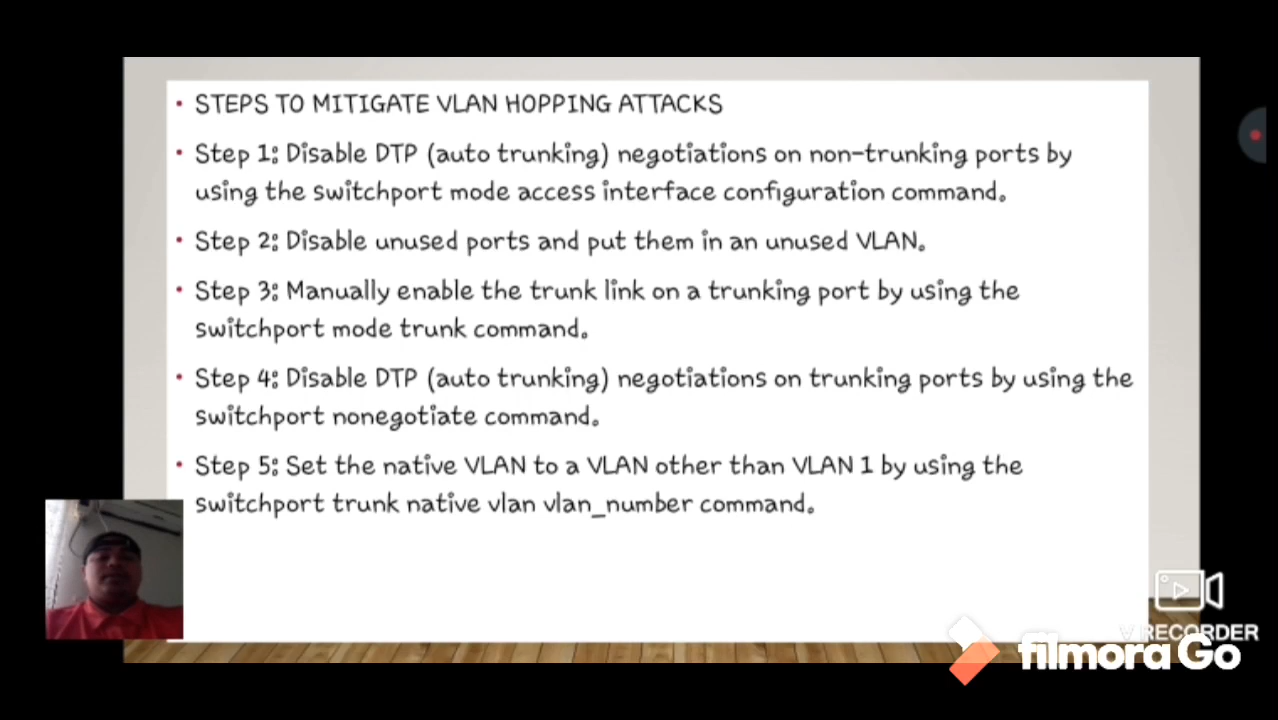 • STEPS TO MITIGATE VLAN HOPPING ATTACKS
• Step 1: Disable DTP (auto trunking) negotiations on non-trunking ports by
using the switchport mode access interface configuration command.
• Step 2: Disable unused ports and put them in an unused VLAN.
• Step 3: Manually enable the trunk link on a trunking port by using the
switchport mode trunk command.
• Step 4: Disable DTP (auto trunking) negotiations on trunking ports by using the
switchport nonegotiate command.
• Step 5: Set the native VLAN to a VLAN other than VLAN 1 by using the
switchport trunk native vlan vlan_number command.
V RECORDER
filmora Go